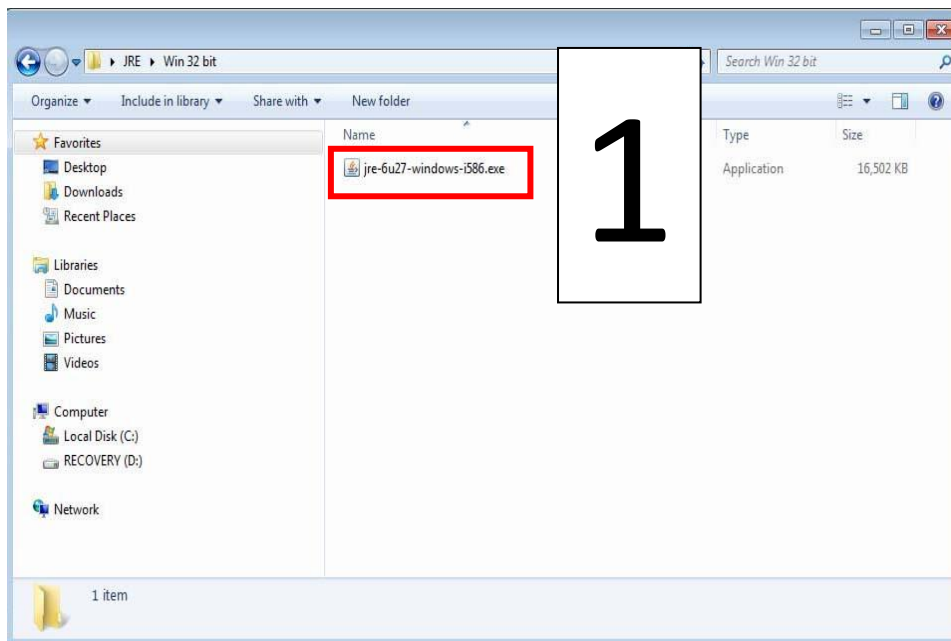 JRE Win 32 bit
Search Win 32 bit
Organize Include in library Share with New folder
Name Type Size
jre-6u27-windows-i586.exe Application 16,502 KB
1
Favorites
Desktop
Downloads
Recent Places
Libraries
Documents
Music
Pictures
Videos
Computer
Local Disk (C:)
RECOVERY (D:)
Network
1 item